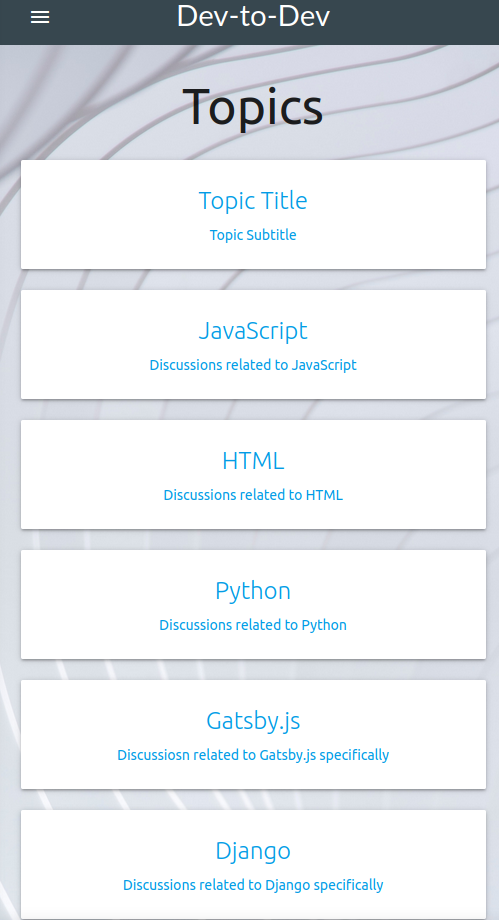 Dev-to-Dev
Topics
Topic Title
Topic Subtitle
JavaScript
Discussions related to JavaScript
HTML
Discussions related to HTML
Python
Discussions related to Python
Gatsby.js
Discussiosn related to Gatsby.js specifically
Django
Discussions related to Django specifically